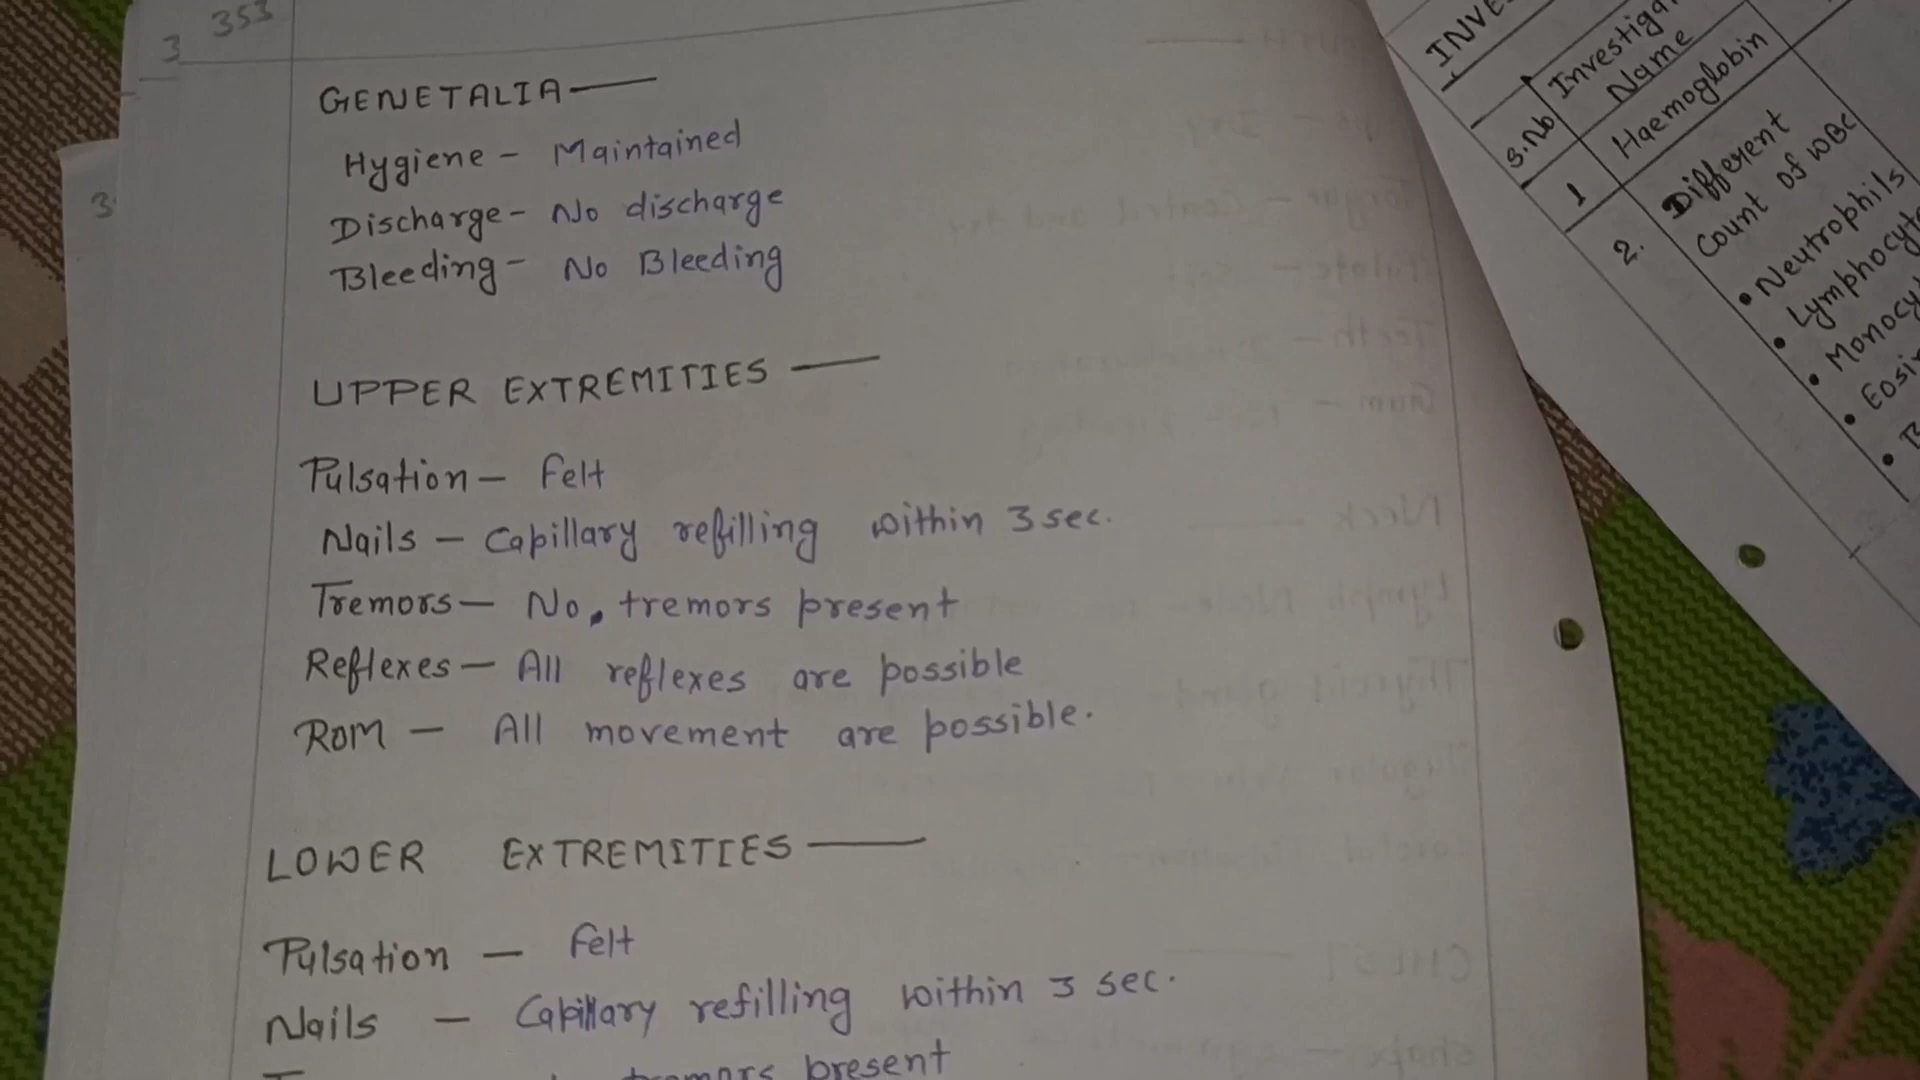 3 353
3
GENETALIA —
Hygiene - Maintained
Discharge - No discharge
Bleeding - No Bleeding
UPPER EXTREMITIES —
Pulsation - Felt
Nails - Capillary refilling within 3 sec.
Tremors - No, tremors present
Reflexes - All reflexes are possible
ROM - All movement are possible.
LOWER EXTREMITIES —
Pulsation - Felt
Nails - Capillary refilling within 3 sec.
tremors present
S.No Investiga
Name
1 Haemoglobin
2. Different
Count of WBC
• Neutrophils
• Lymphocyt
• Monocy
• Eosi